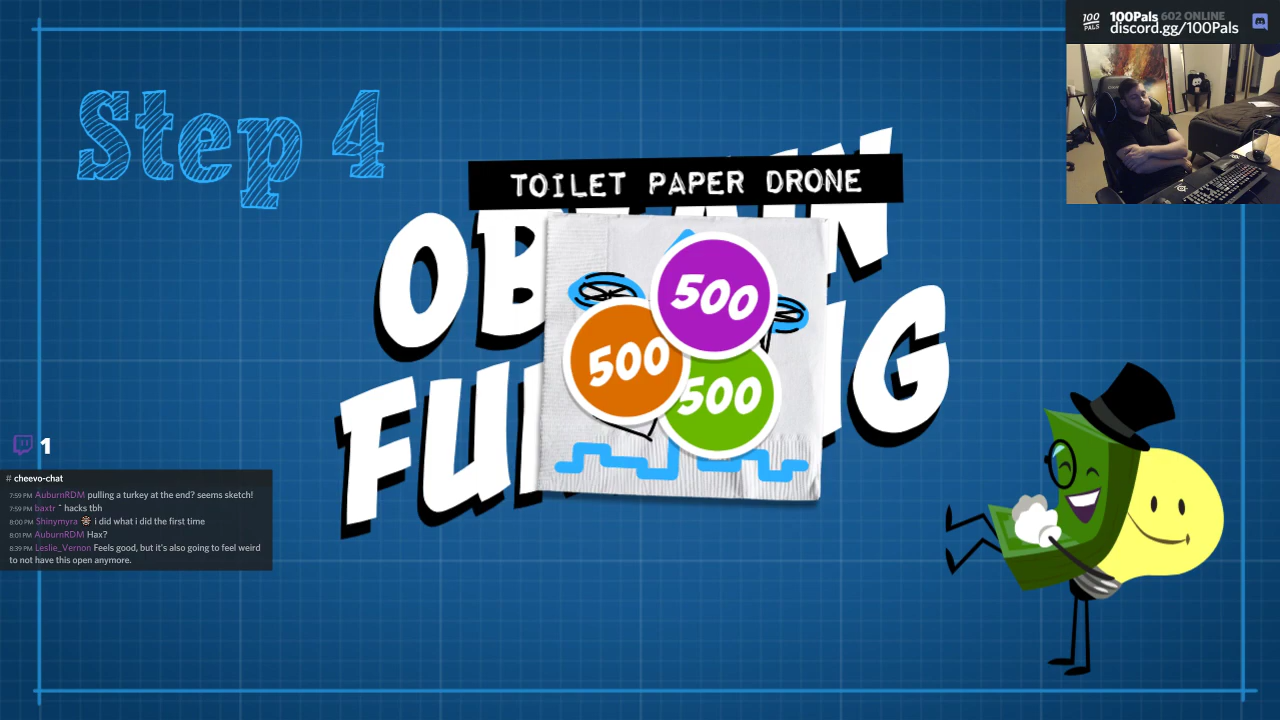 100
PALS
100Pals 602 ONLINE
discord.gg/100Pals
Step 4
TOILET PAPER DRONE
500
500
500
1
# cheevo-chat
7:59 PM AuburnRDM pulling a turkey at the end? seems sketch!
7:59 PM baxtr hacks tbh
8:00 PM Shinymyra i did what i did the first time
8:01 PM AuburnRDM Hax?
8:39 PM Leslie_Vernon Feels good, but it's also going to feel weird
to not have this open anymore.